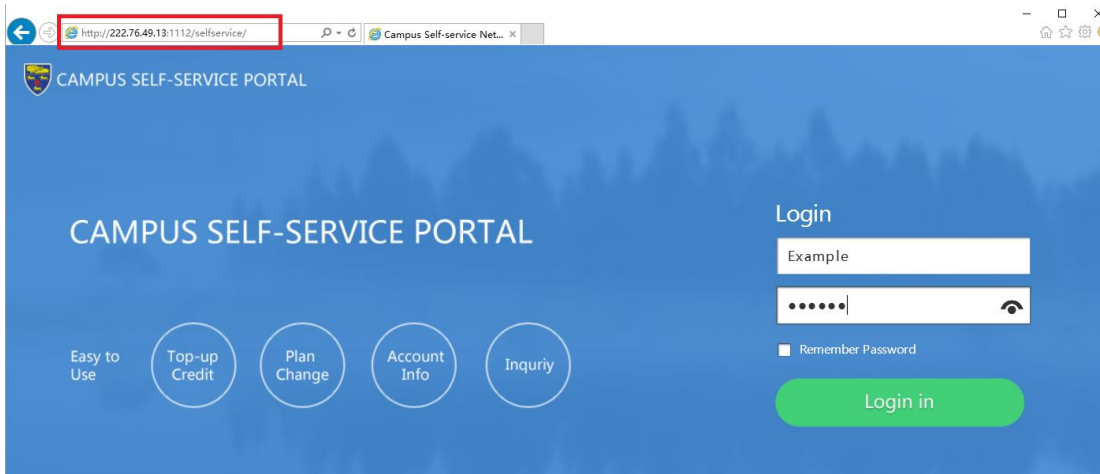 http://222.76.49.13:1112/selfservice/
Campus Self-service Net...
CAMPUS SELF-SERVICE PORTAL
CAMPUS SELF-SERVICE PORTAL
Login
Example
••••••
Remember Password
Login in
Easy to Use
Top-up Credit
Plan Change
Account Info
Inquriy